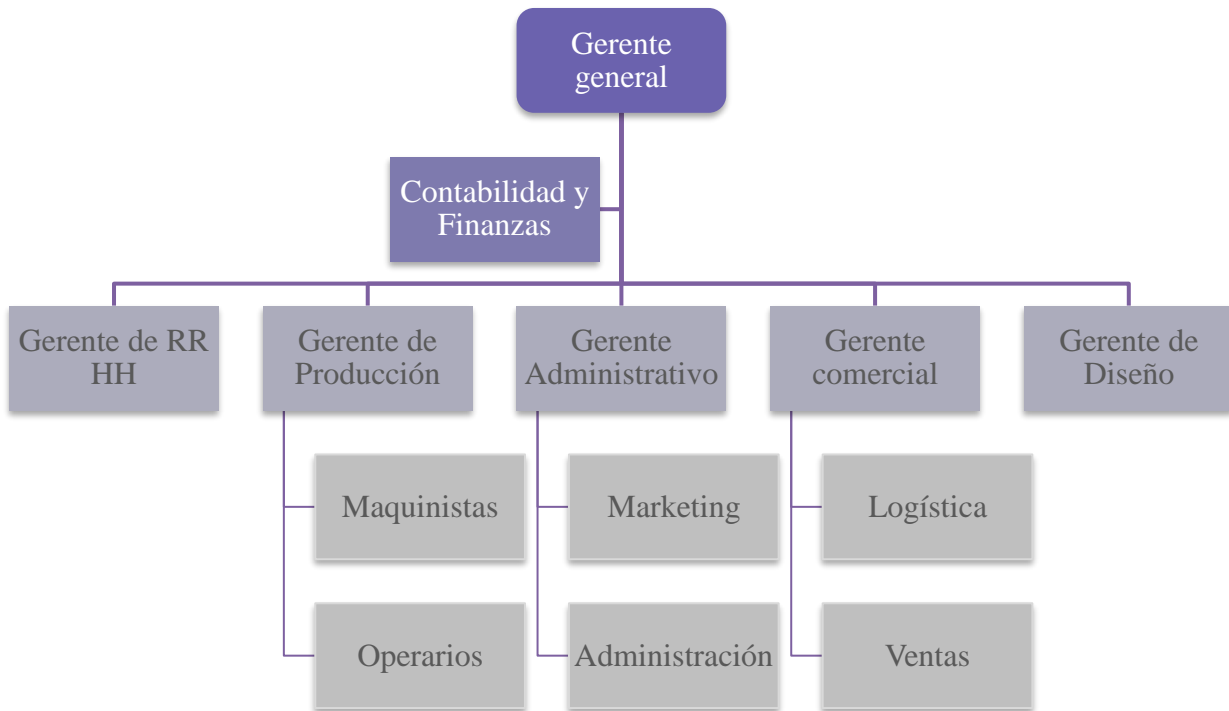 Gerente
general
Contabilidad y
Finanzas
Gerente de RR
HH
Gerente de
Producción
Gerente
Administrativo
Gerente
comercial
Gerente de
Diseño
Maquinistas
Marketing
Logística
Operarios
Administración
Ventas